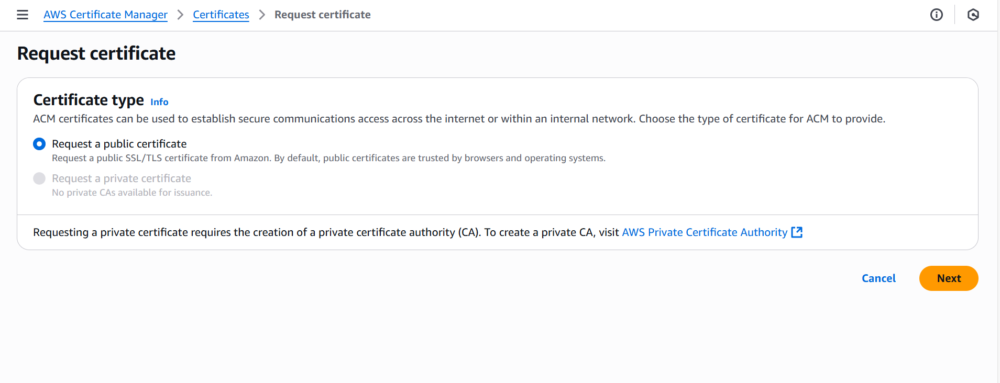 AWS Certificate Manager > Certificates > Request certificate
Request certificate
Certificate type Info
ACM certificates can be used to establish secure communications access across the internet or within an internal network. Choose the type of certificate for ACM to provide.
Request a public certificate
Request a public SSL/TLS certificate from Amazon. By default, public certificates are trusted by browsers and operating systems.
Request a private certificate
No private CAs available for issuance.
Requesting a private certificate requires the creation of a private certificate authority (CA). To create a private CA, visit AWS Private Certificate Authority
Cancel Next